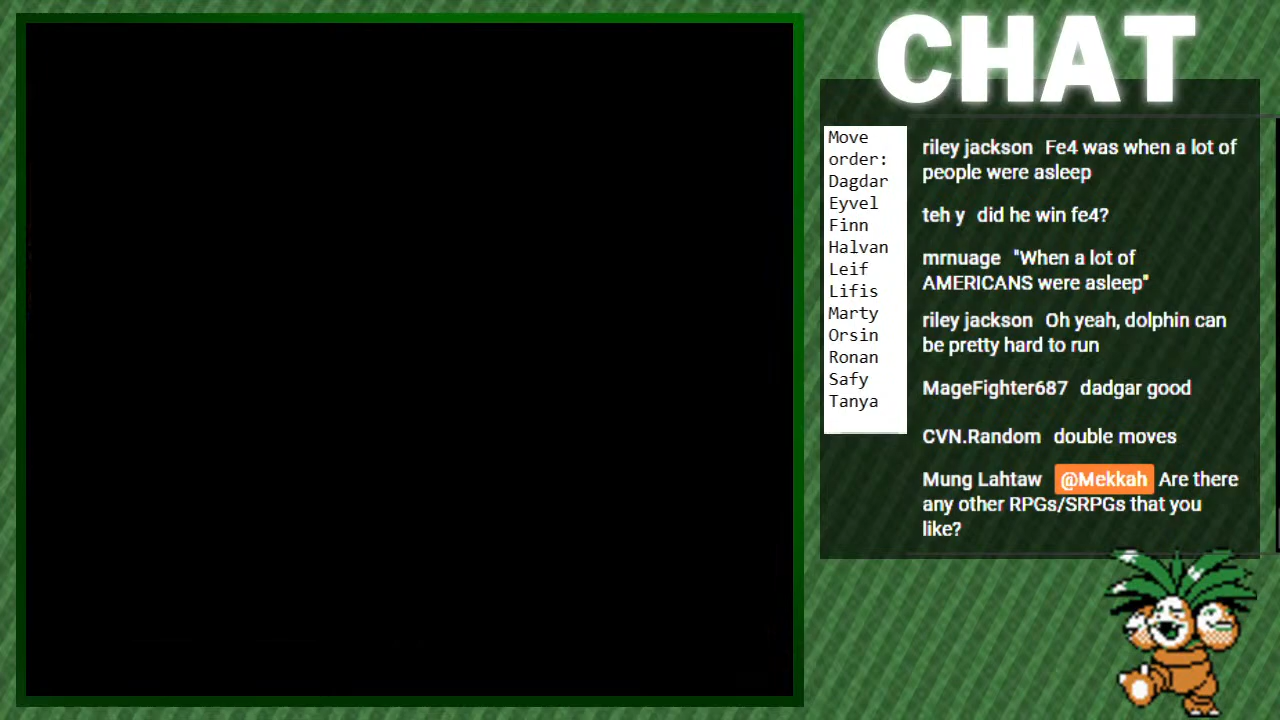 CHAT
Move
order:
Dagdar
Eyvel
Finn
Halvan
Leif
Lifis
Marty
Orsin
Ronan
Safy
Tanya
riley jackson Fe4 was when a lot of
people were asleep
teh y did he win fe4?
mrnuage "When a lot of
AMERICANS were asleep"
riley jackson Oh yeah, dolphin can
be pretty hard to run
MageFighter687 dadgar good
CVN.Random double moves
Mung Lahtaw @Mekkah Are there
any other RPGs/SRPGs that you
like?